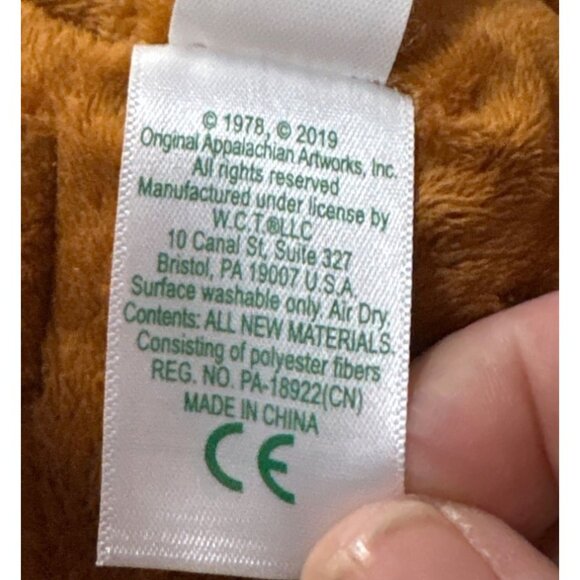 © 1978, © 2019
Original Appalachian Artworks, Inc.
All rights reserved
Manufactured under license by
W.C.T.®LLC
10 Canal St, Suite 327
Bristol, PA 19007 U.S.A.
Surface washable only. Air Dry.
Contents: ALL NEW MATERIALS.
Consisting of polyester fibers
REG. NO. PA-18922(CN)
MADE IN CHINA
CE